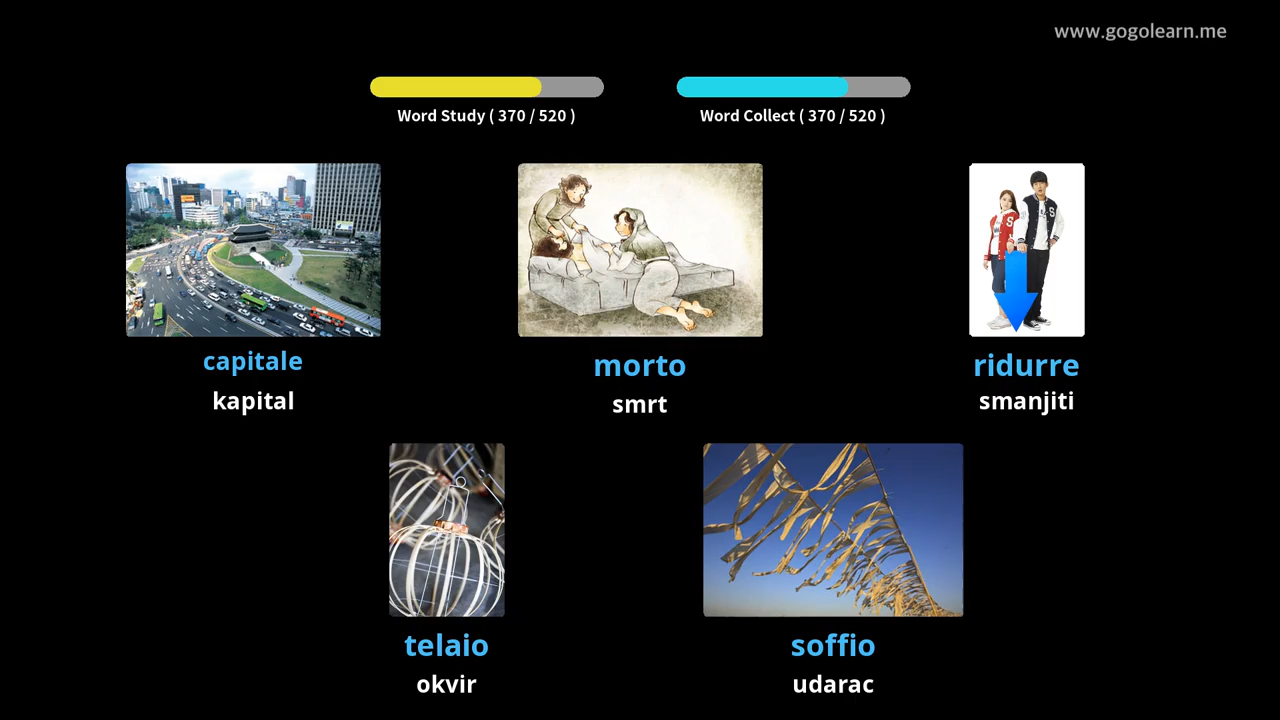 www.gogolearn.me
Word Study ( 370 / 520 )
Word Collect ( 370 / 520 )
capitale
kapital
morto
smrt
ridurre
smanjiti
telaio
okvir
soffio
udarac